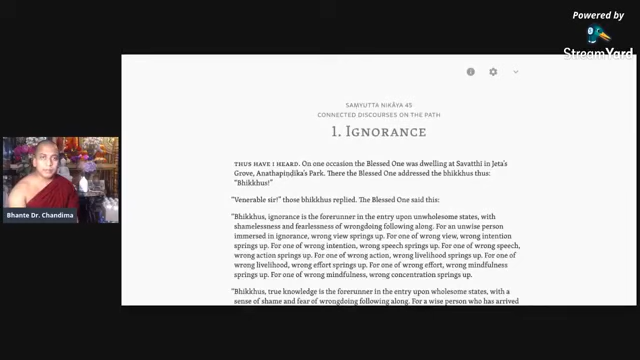 Powered by
StreamYard
SAṂYUTTA NIKĀYA 45
CONNECTED DISCOURSES ON THE PATH
1. IGNORANCE
THUS HAVE I HEARD. On one occasion the Blessed One was dwelling at Savatthī in Jeta's
Grove, Anathapiṇḍika's Park. There the Blessed One addressed the bhikkhus thus:
“Bhikkhus!”
“Venerable sir!” those bhikkhus replied. The Blessed One said this:
“Bhikkhus, ignorance is the forerunner in the entry upon unwholesome states, with
shamelessness and fearlessness of wrongdoing following along. For an unwise person
immersed in ignorance, wrong view springs up. For one of wrong view, wrong intention
springs up. For one of wrong intention, wrong speech springs up. For one of wrong speech,
wrong action springs up. For one of wrong action, wrong livelihood springs up. For one of
wrong livelihood, wrong effort springs up. For one of wrong effort, wrong mindfulness
springs up. For one of wrong mindfulness, wrong concentration springs up.
“Bhikkhus, true knowledge is the forerunner in the entry upon wholesome states, with a
sense of shame and fear of wrongdoing following along. For a wise person who has arrived
Bhante Dr. Chandima